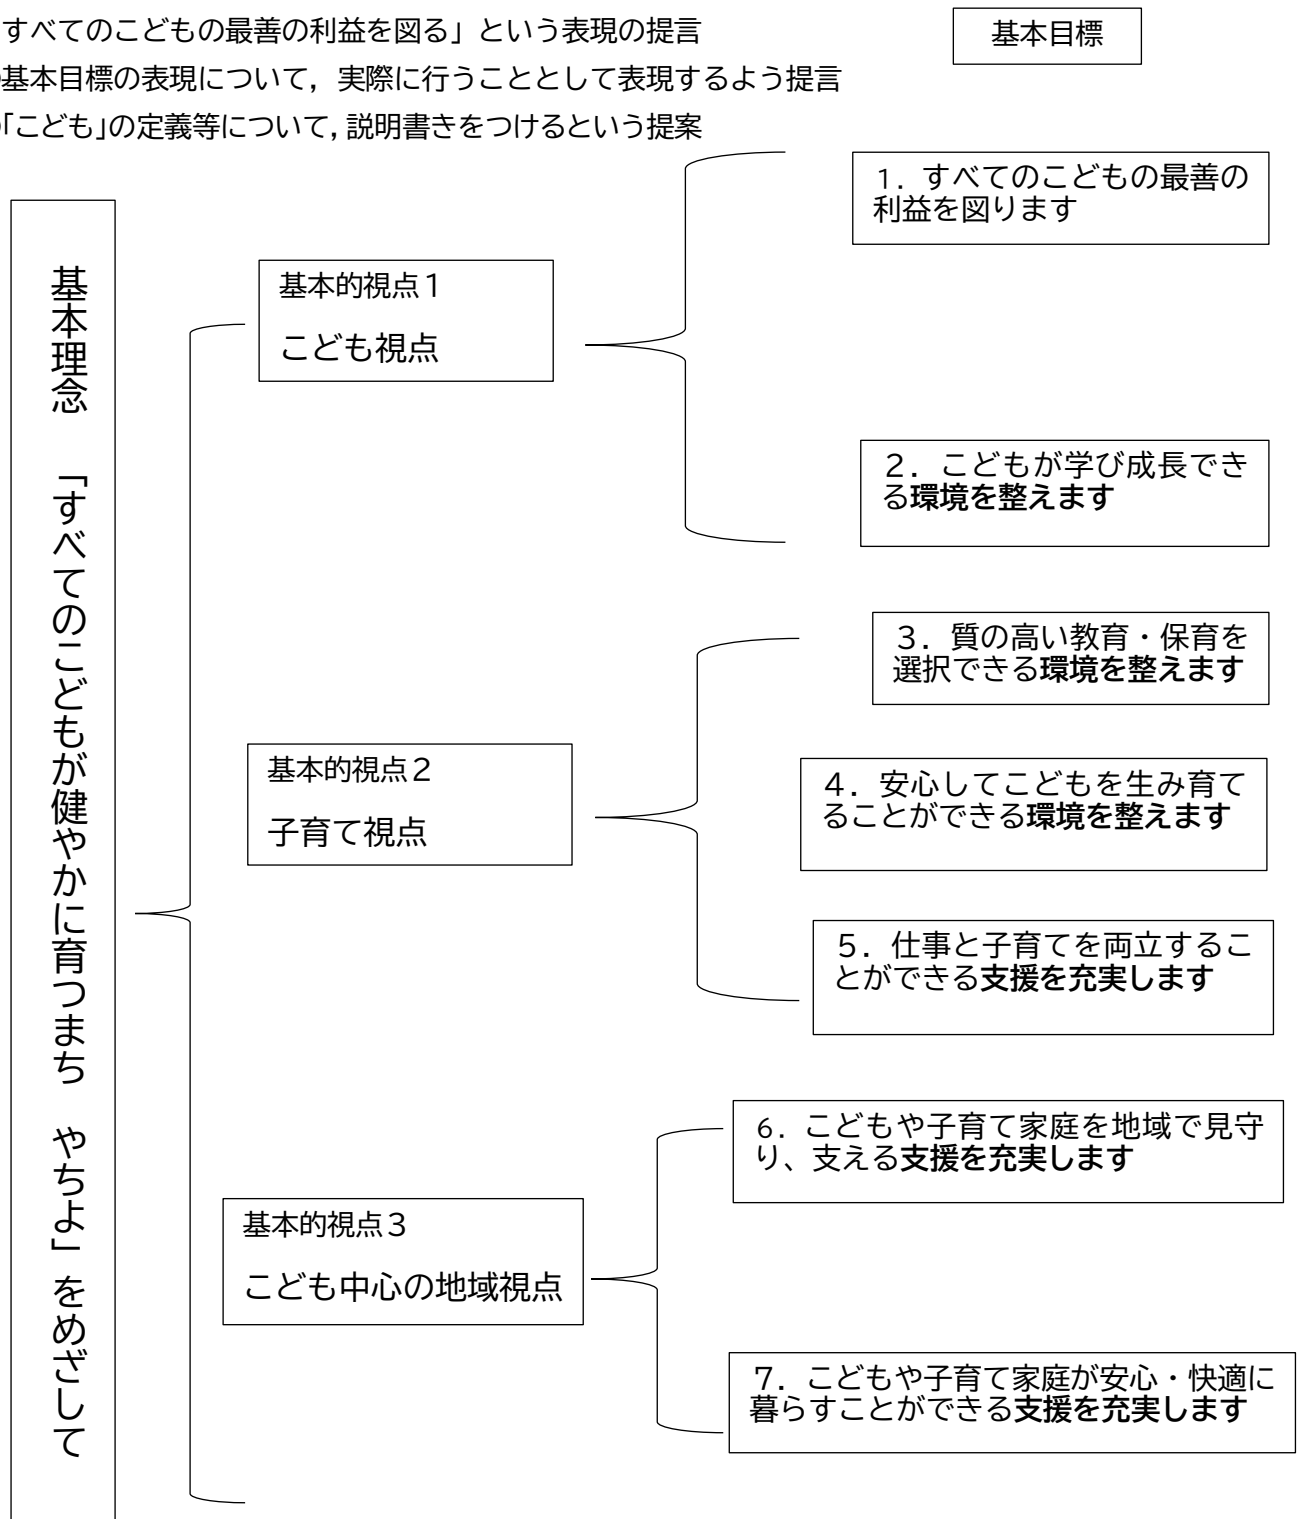 すべてのこどもの最善の利益を図る」という表現の提言
基本目標の表現について，実際に行うこととして表現するよう提言
「こども」の定義等について，説明書きをつけるという提案
基本目標
基本理念　「すべてのこどもが健やかに育つまち　やちよ」をめざして
基本的視点１
こども視点
１．すべてのこどもの最善の
利益を図ります
２．こどもが学び成長でき
る環境を整えます
基本的視点２
子育て視点
３．質の高い教育・保育を
選択できる環境を整えます
４．安心してこどもを生み育て
ることができる環境を整えます
５．仕事と子育てを両立するこ
とができる支援を充実します
基本的視点３
こども中心の地域視点
６．こどもや子育て家庭を地域で見守
り、支える支援を充実します
７．こどもや子育て家庭が安心・快適に
暮らすことができる支援を充実します